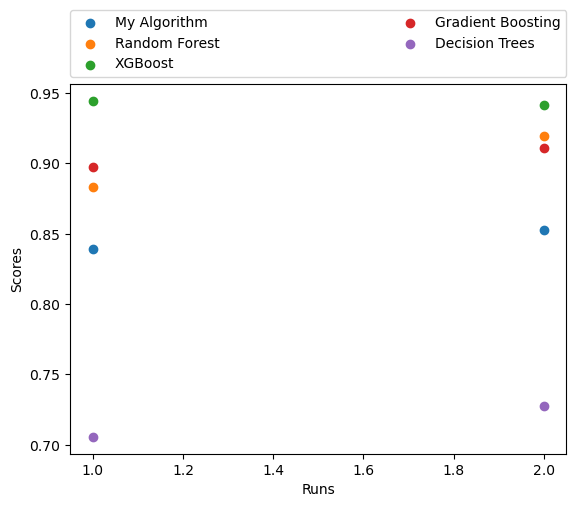 My Algorithm
Random Forest
XGBoost
Gradient Boosting
Decision Trees
0.95
0.90
0.85
0.80
0.75
0.70
Scores
1.0 1.2 1.4 1.6 1.8 2.0
Runs